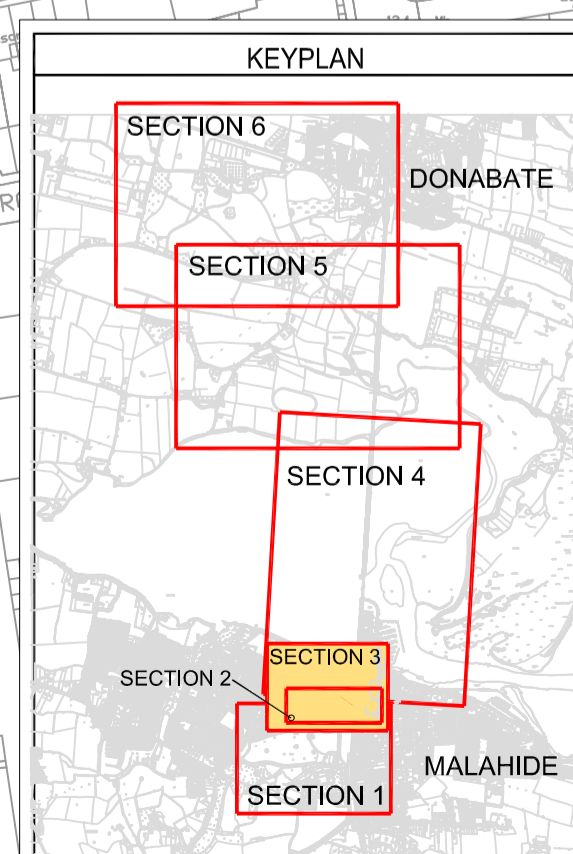 KEYPLAN
SECTION 6
DONABATE
SECTION 5
SECTION 4
SECTION 3
SECTION 2
MALAHIDE
SECTION 1